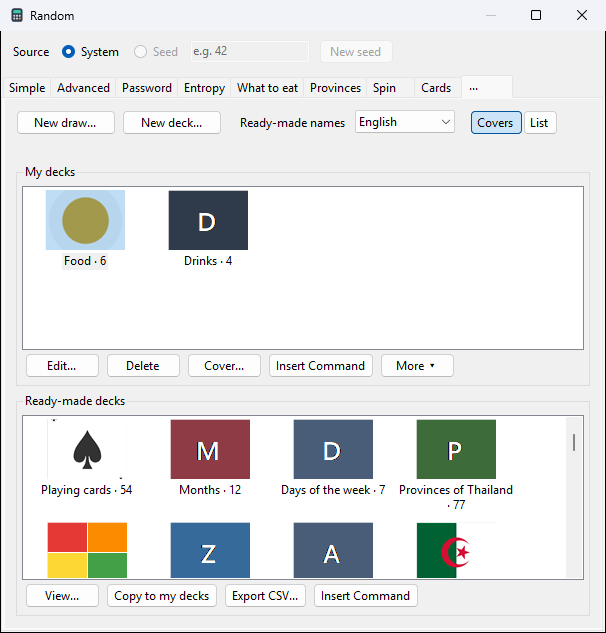 Random
Source System Seed e.g. 42 New seed
Simple Advanced Password Entropy What to eat Provinces Spin Cards ...
New draw... New deck... Ready-made names English Covers List
My decks
D
Food · 6 Drinks · 4
Edit... Delete Cover... Insert Command More
Ready-made decks
M D P
Playing cards · 54 Months · 12 Days of the week · 7 Provinces of Thailand
· 77
Z A
View... Copy to my decks Export CSV... Insert Command